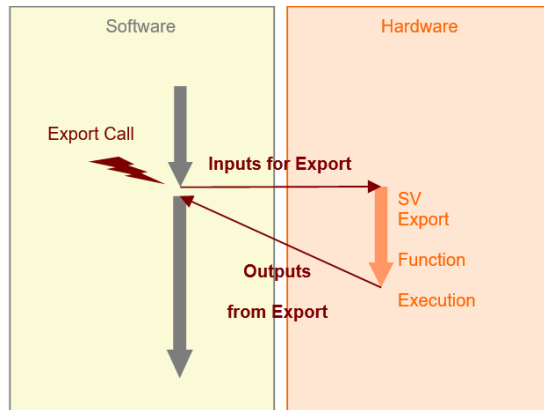 Software
Hardware
Export Call
Inputs for Export
SV
Export
Function
Execution
Outputs
from Export